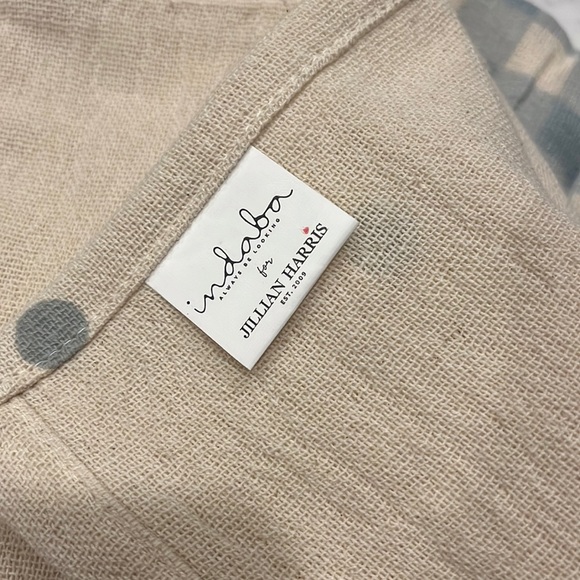 indaba
ALWAYS BE LOOKING
for
JILLIAN HARRIS
EST. 2009